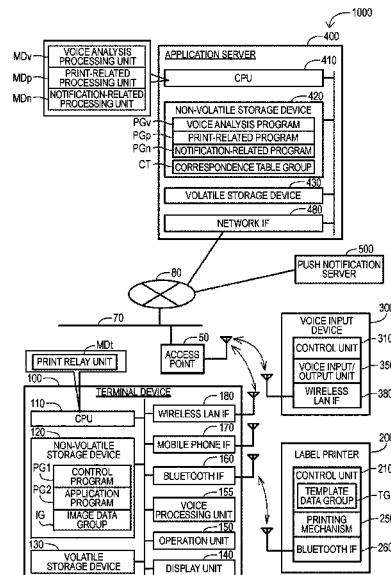 1000
400
APPLICATION SERVER
410
CPU
MDv
VOICE ANALYSIS PROCESSING UNIT
MDp
PRINT-RELATED PROCESSING UNIT
MDn
NOTIFICATION-RELATED PROCESSING UNIT
420
NON-VOLATILE STORAGE DEVICE
PGv
VOICE ANALYSIS PROGRAM
PGp
PRINT-RELATED PROGRAM
PGn
NOTIFICATION-RELATED PROGRAM
CT
CORRESPONDENCE TABLE GROUP
430
VOLATILE STORAGE DEVICE
480
NETWORK IF
500
PUSH NOTIFICATION SERVER
80
70
50
ACCESS POINT
MDt
PRINT RELAY UNIT
100
TERMINAL DEVICE
110
CPU
120
NON-VOLATILE STORAGE DEVICE
PG1
CONTROL PROGRAM
PG2
APPLICATION PROGRAM
IG
IMAGE DATA GROUP
130
VOLATILE STORAGE DEVICE
180
WIRELESS LAN IF
170
MOBILE PHONE IF
160
BLUETOOTH IF
155
VOICE PROCESSING UNIT
150
OPERATION UNIT
140
DISPLAY UNIT
300
VOICE INPUT DEVICE
310
CONTROL UNIT
350
VOICE INPUT/OUTPUT UNIT
380
WIRELESS LAN IF
200
LABEL PRINTER
210
CONTROL UNIT
TG
TEMPLATE DATA GROUP
250
PRINTING MECHANISM
260
BLUETOOTH IF